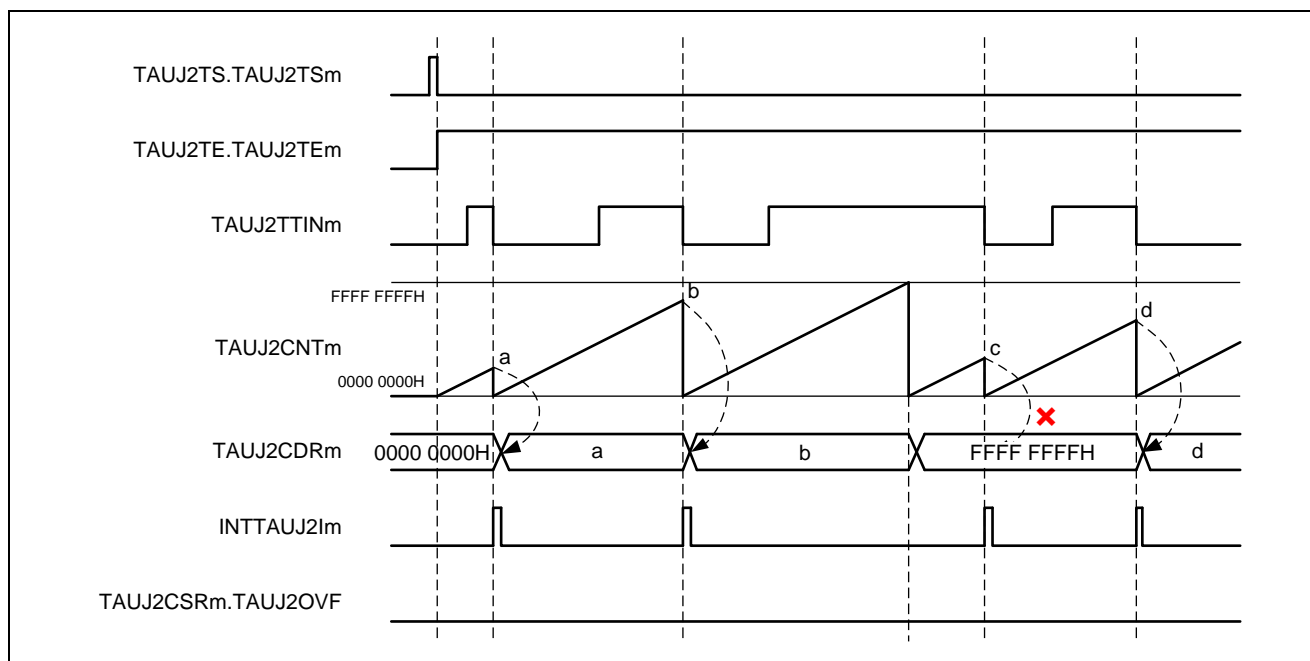 TAUJ2TS.TAUJ2TSm
TAUJ2TE.TAUJ2TEm
TAUJ2TTINm
FFFF FFFFH
b
d
TAUJ2CNTm
a
c
0000 0000H
TAUJ2CDRm
0000 0000H
a
b
FFFF FFFFH
d
INTTAUJ2Im
TAUJ2CSRm.TAUJ2OVF